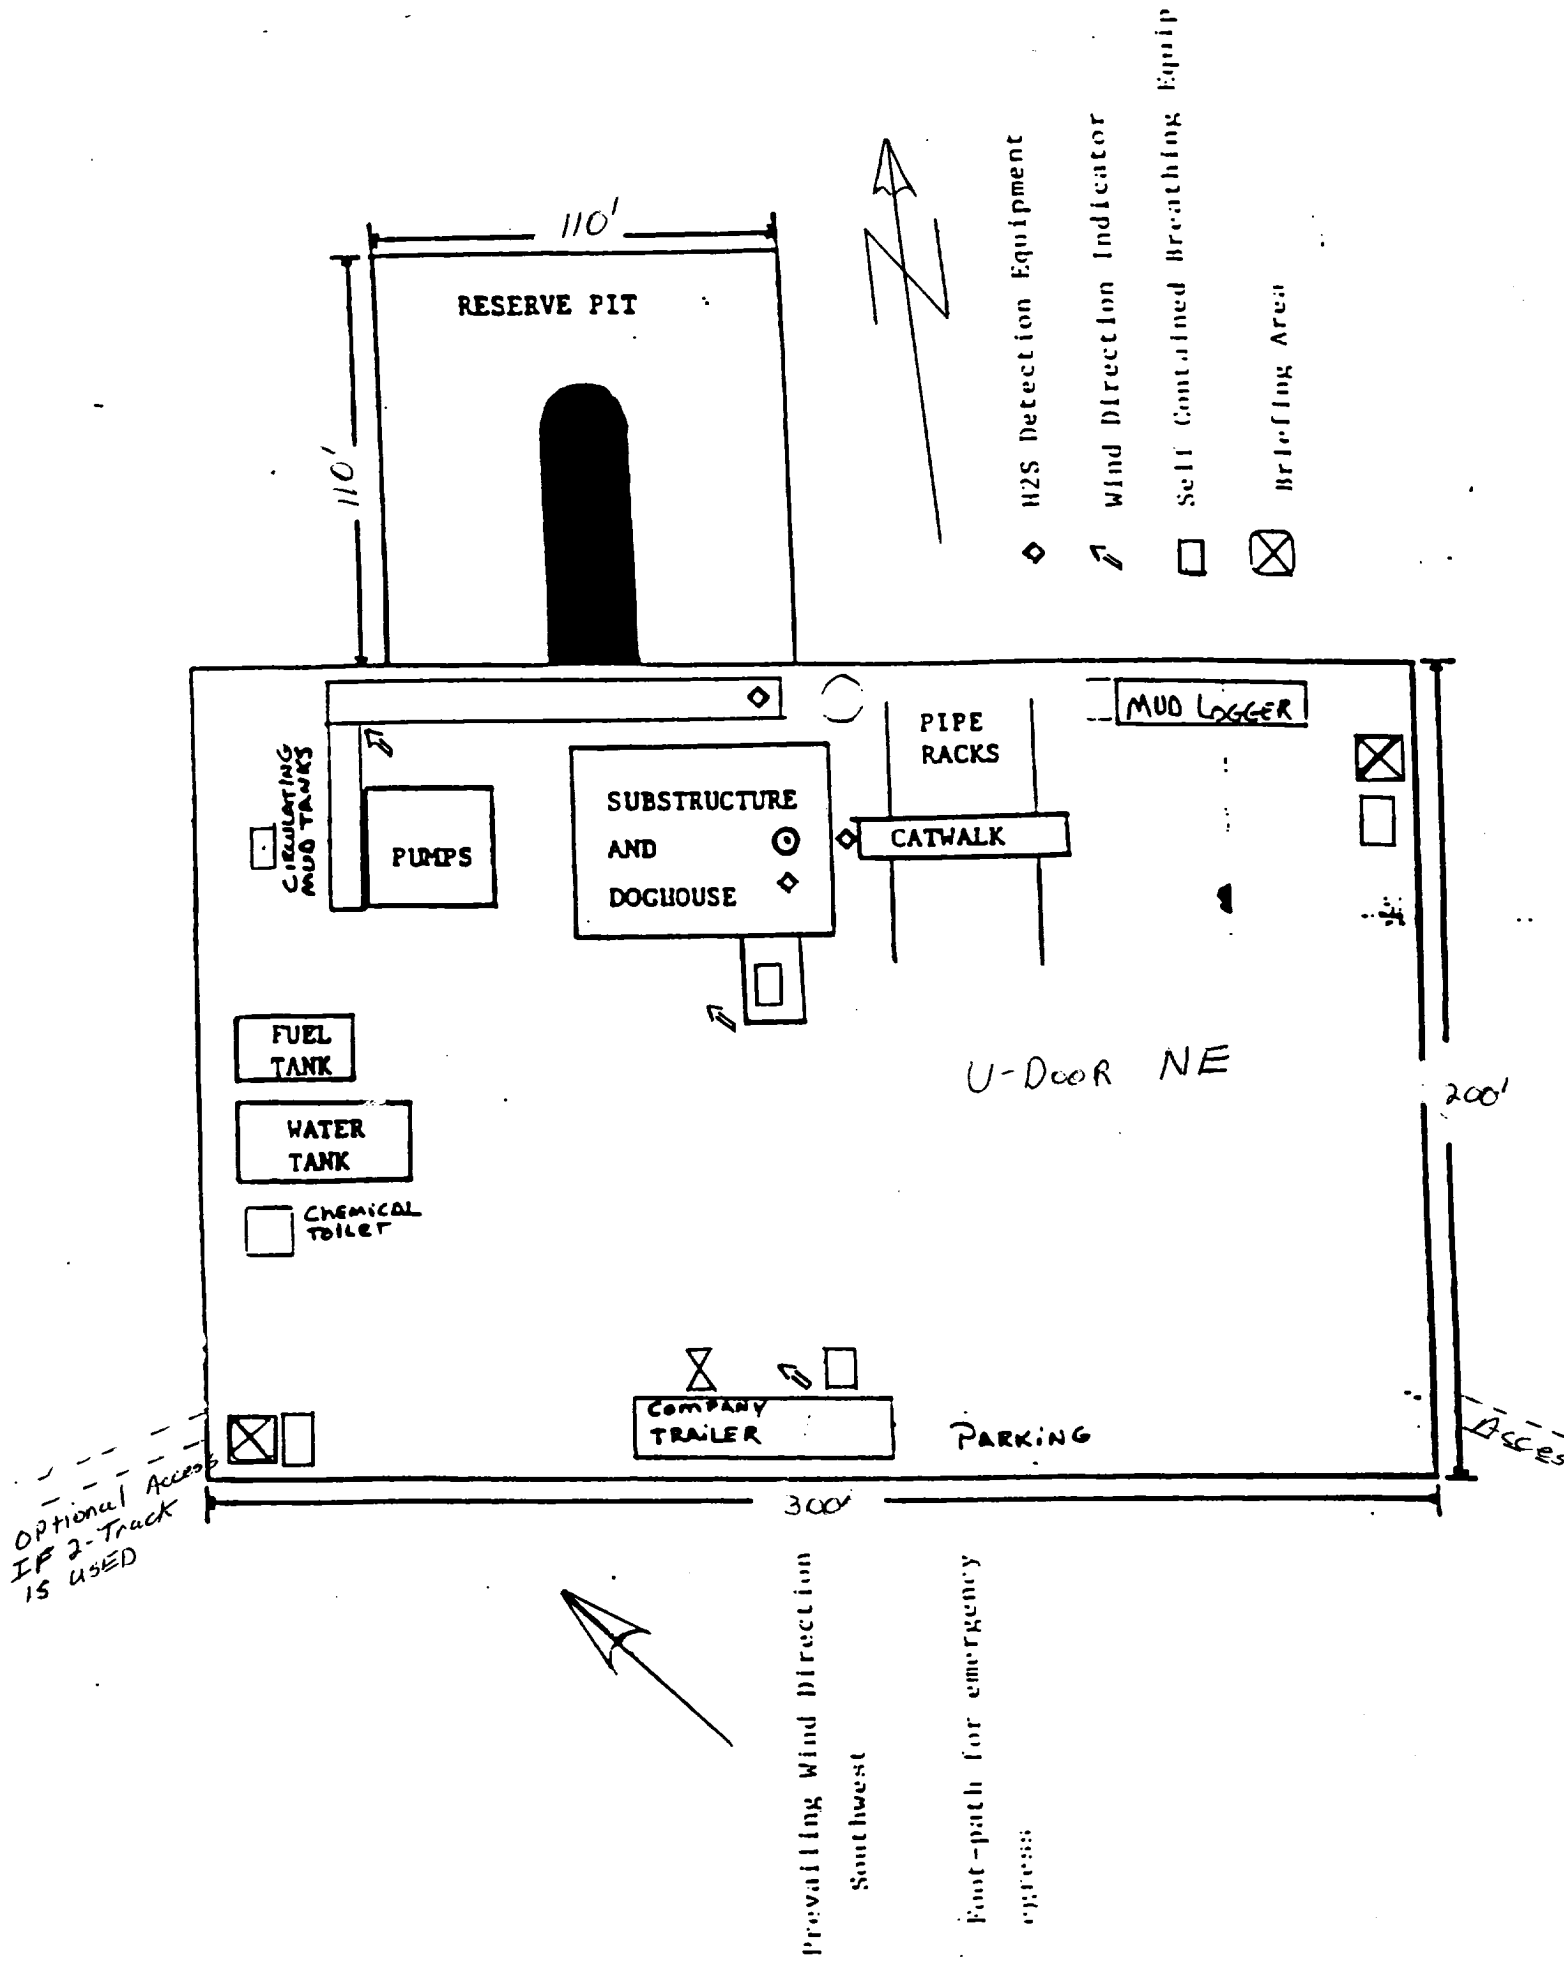 110'
110'
RESERVE PIT
N
H2S Detection Equipment
Wind Direction Indicator
Self Contained Breathing Equip
Briefing Area
MUD LOGGER
PIPE
RACKS
CIRCULATING
MUD TANKS
PUMPS
SUBSTRUCTURE
AND
DOGHOUSE
CATWALK
FUEL
TANK
WATER
TANK
CHEMICAL
TOILET
U-DOOR NE
200'
COMPANY
TRAILER
PARKING
Acces
Optional Access
IF 2-Track
IS USED
300'
Prevailing Wind Direction
Southwest
Foot-path for emergency
egress